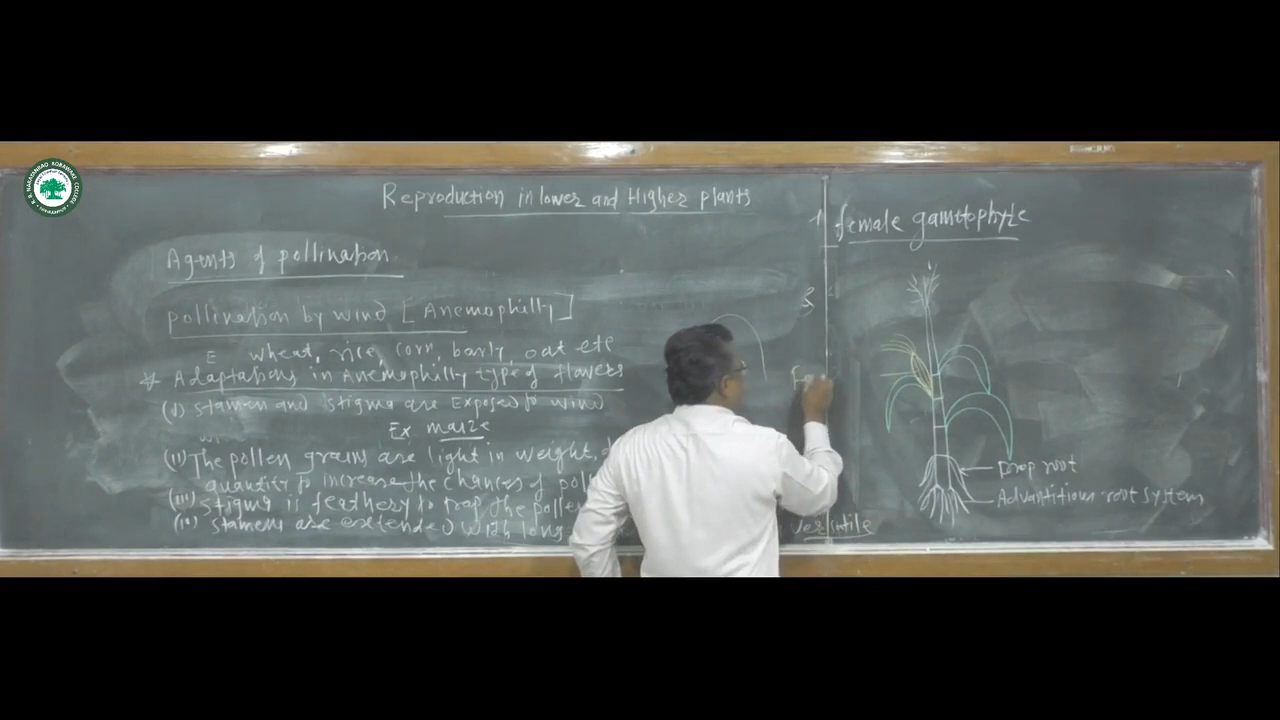 Reproduction in lower and Higher plants
Agents of pollination
pollination by wind [Anemophilly]
E wheat, rice, corn, barly, oat etc
* Adaptations in Anemophilly type of flowers
(i) stamen and stigma are Exposed to wind
Ex maize
(ii) The pollen grains are light in weight,
quantity to increase the chances of poll
(iii) stigma is feathery to trap the pollen
(iv) stamens are extended with long
versitile
female gametophyte
Drop root
Advantitious root system